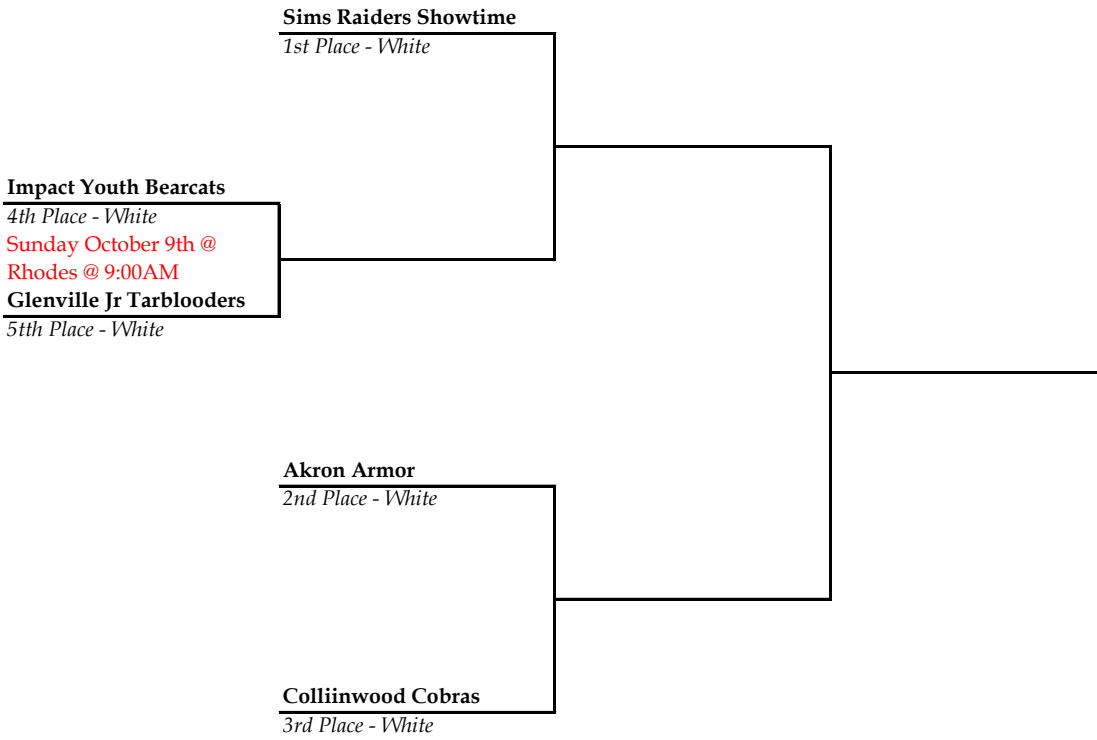 Sims Raiders Showtime
1st Place - White
Impact Youth Bearcats
4th Place - White
Sunday October 9th @
Rhodes @ 9:00AM
Glenville Jr Tarblooders
5tth Place - White
Akron Armor
2nd Place - White
Colliinwood Cobras
3rd Place - White